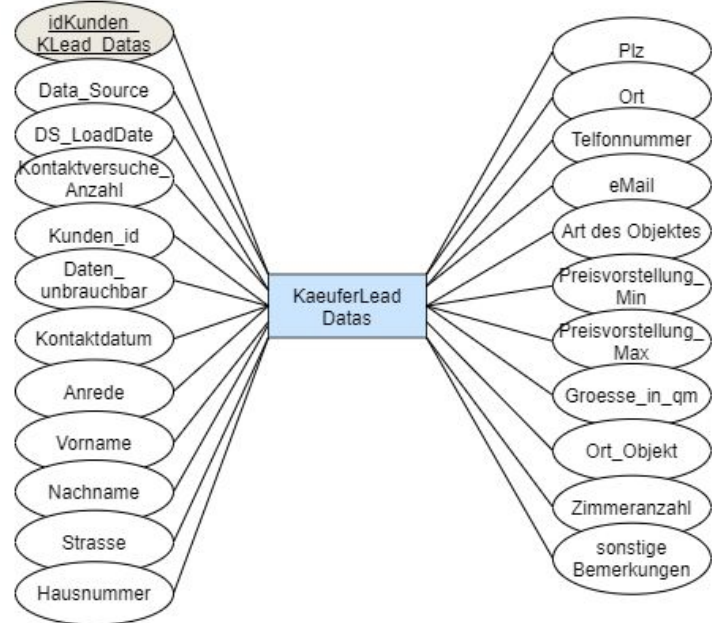 idKunden_
KLead_Datas
Data_Source
DS_LoadDate
Kontaktversuche_
Anzahl
Kunden_id
Daten_
unbrauchbar
Kontaktdatum
Anrede
Vorname
Nachname
Strasse
Hausnummer
KaeuferLead
Datas
Plz
Ort
Telfonnummer
eMail
Art des Objektes
Preisvorstellung_
Min
Preisvorstellung_
Max
Groesse_in_qm
Ort_Objekt
Zimmeranzahl
sonstige
Bemerkungen